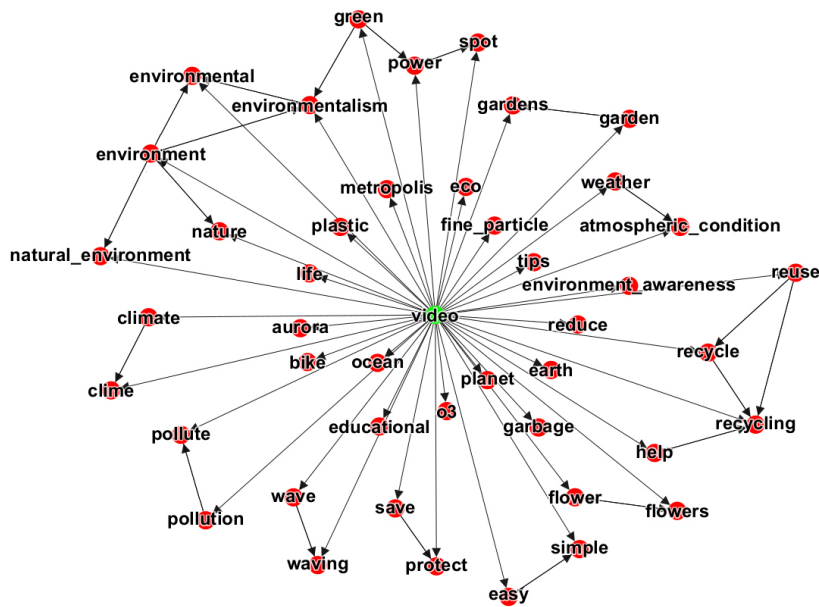 green
spot
power
environmental
environmentalism
gardens
garden
environment
weather
metropolis
eco
nature
plastic
fine_particle
atmospheric_condition
natural_environment
life
tips
reuse
environment_awareness
climate
video
aurora
reduce
recycle
bike
ocean
earth
planet
clime
o3
recycling
educational
garbage
pollute
help
wave
flower
save
flowers
pollution
simple
waving
protect
easy